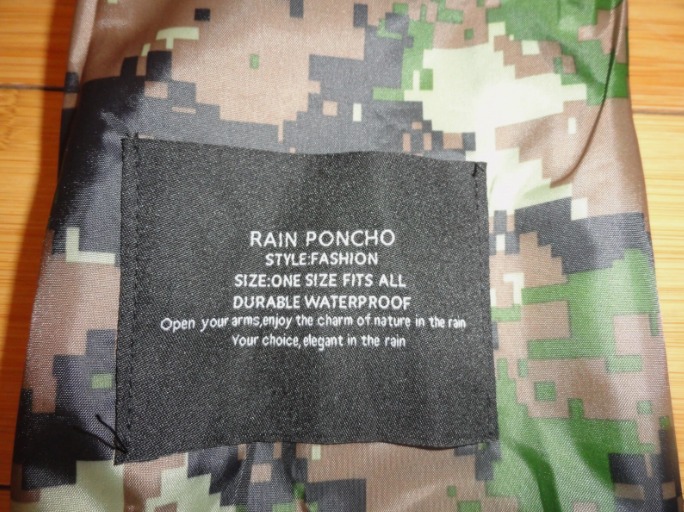 RAIN PONCHO
STYLE:FASHION
SIZE:ONE SIZE FITS ALL
DURABLE WATERPROOF
Open your arms,enjoy the charm of nature in the rain
Your choice,elegant in the rain